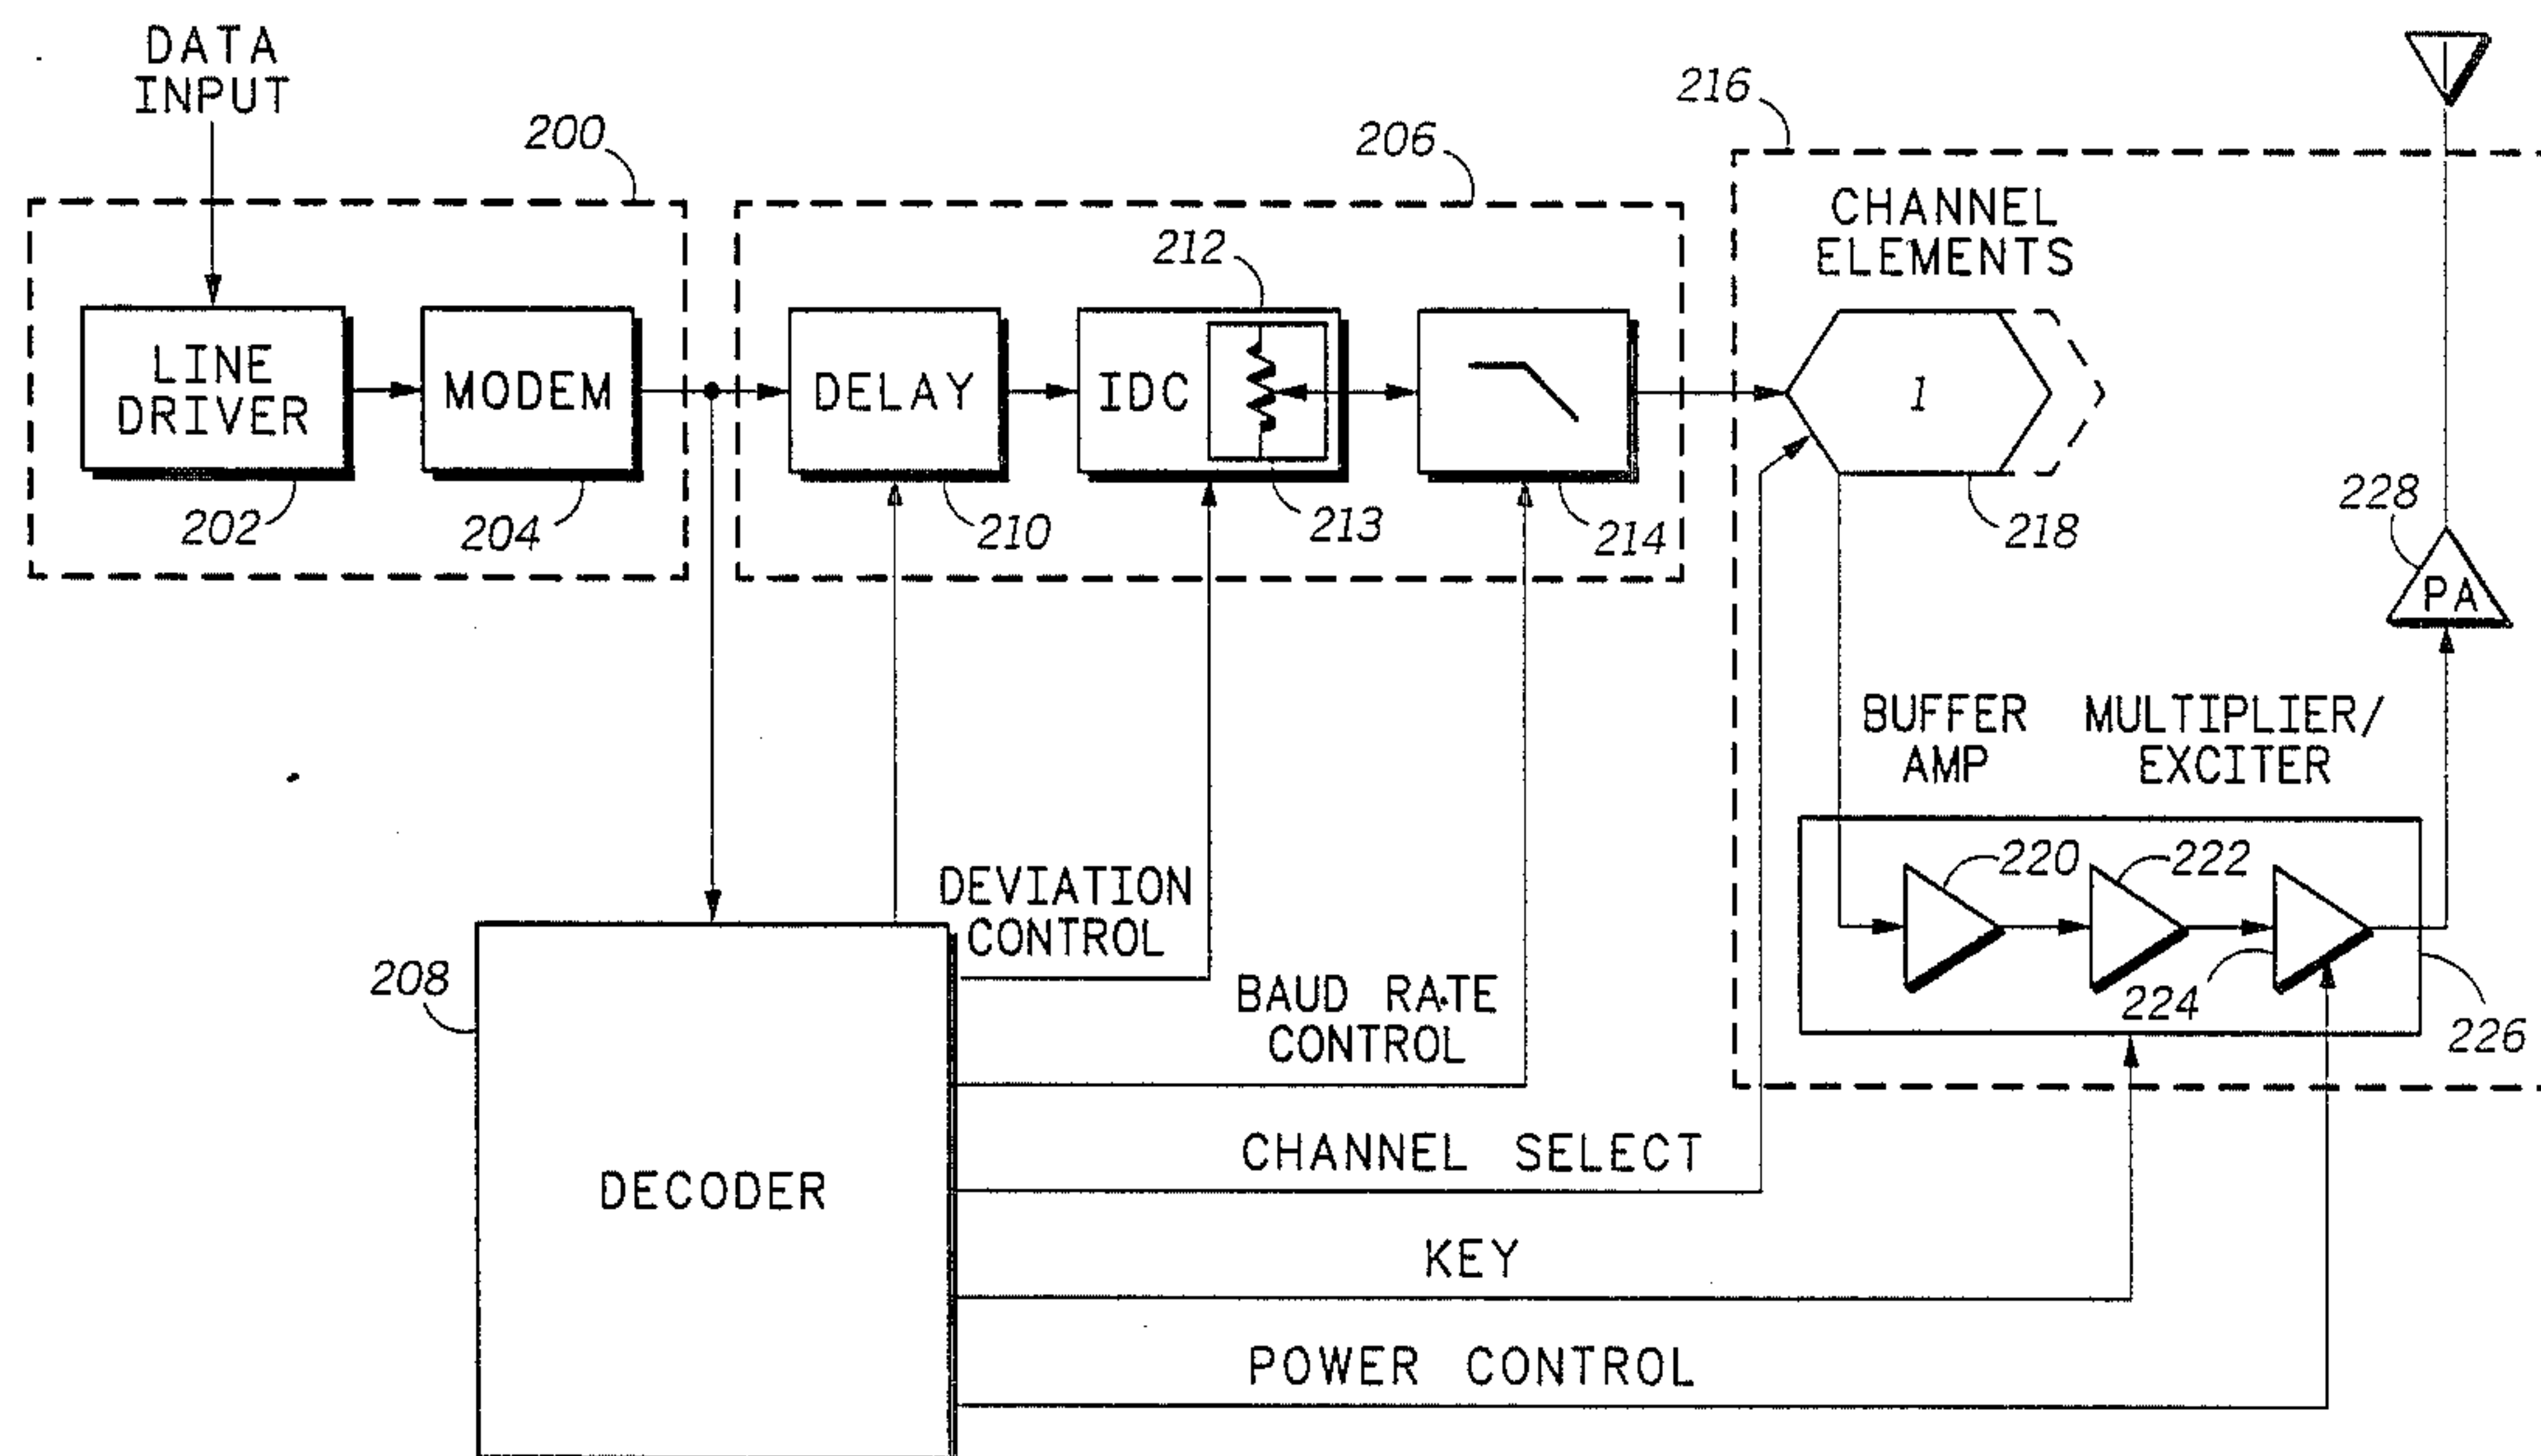 DATA
INPUT
200
206
216
212
CHANNEL
ELEMENTS
LINE
DRIVER
MODEM
DELAY
IDC
1
202
204
210
213
214
218
228
PA
BUFFER
AMP
MULTIPLIER/
EXCITER
220
222
224
226
208
DEVIATION
CONTROL
BAUD RATE
CONTROL
DECODER
CHANNEL SELECT
KEY
POWER CONTROL